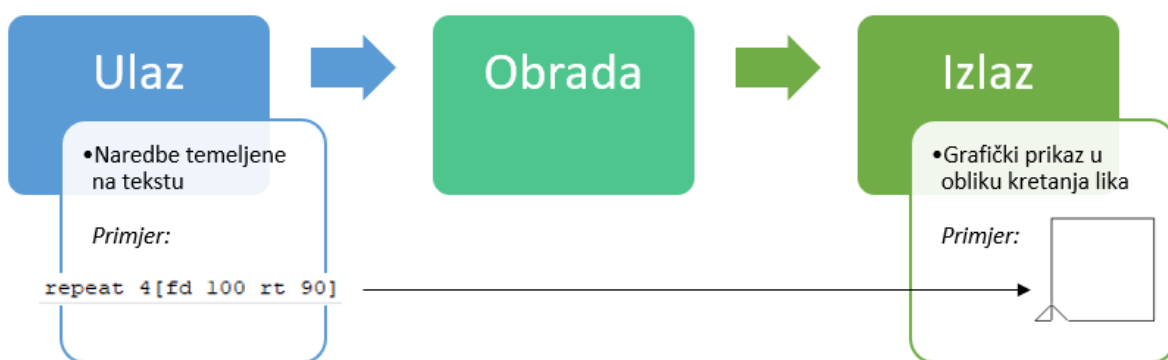 Ulaz
•Naredbe temeljene
na tekstu
Primjer:
repeat 4[fd 100 rt 90]
Obrada
Izlaz
•Grafički prikaz u
obliku kretanja lika
Primjer: